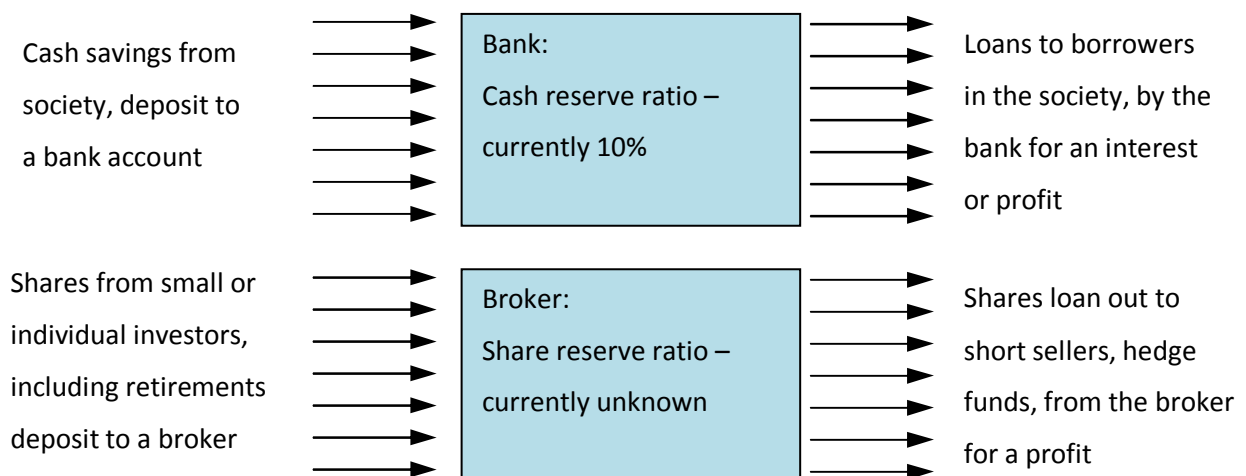 Cash savings from
society, deposit to
a bank account
Bank:
Cash reserve ratio –
currently 10%
Loans to borrowers
in the society, by the
bank for an interest
or profit
Shares from small or
individual investors,
including retirements
deposit to a broker
Broker:
Share reserve ratio –
currently unknown
Shares loan out to
short sellers, hedge
funds, from the broker
for a profit